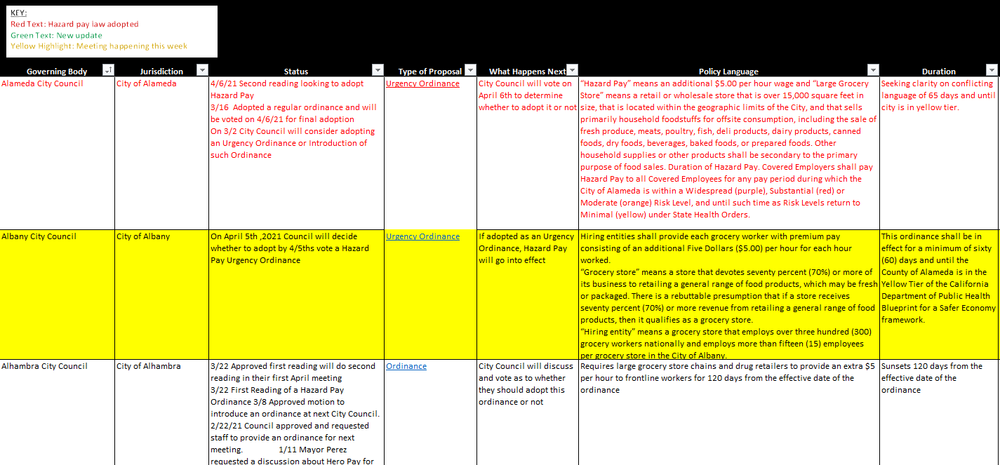 KEY:
Red Text: Hazard pay law adopted
Green Text: New update
Yellow Highlight: Meeting happening this week
Governing Body
Jurisdiction
Status
Type of Proposal
What Happens Next
Policy Language
Duration
Alameda City Council
City of Alameda
4/6/21 Second reading looking to adopt
Hazard Pay
3/16 Adopted a regular ordinance and will
be voted on 4/6/21 for final adoption
On 3/2 City Council will consider adopting
an Urgency Ordinance or Introduction of
such Ordinance
Urgency Ordinance
City Council will vote on
April 6th to determine
whether to adopt it or not
“Hazard Pay” means an additional $5.00 per hour wage and “Large Grocery
Store” means a retail or wholesale store that is over 15,000 square feet in
size, that is located within the geographic limits of the City, and that sells
primarily household foodstuffs for offsite consumption, including the sale of
fresh produce, meats, poultry, fish, deli products, dairy products, canned
foods, dry foods, beverages, baked foods, or prepared foods. Other
household supplies or other products shall be secondary to the primary
purpose of food sales. Duration of Hazard Pay. Covered Employers shall pay
Hazard Pay to all Covered Employees for any pay period during which the
City of Alameda is within a Widespread (purple), Substantial (red) or
Moderate (orange) Risk Level, and until such time as Risk Levels return to
Minimal (yellow) under State Health Orders.
Seeking clarity on conflicting
language of 65 days and until
city is in yellow tier.
Albany City Council
City of Albany
On April 5th ,2021 Council will decide
whether to adopt by 4/5ths vote a Hazard
Pay Urgency Ordinance
Urgency Ordinance
If adopted as an Urgency
Ordinance, Hazard Pay
will go into effect
Hiring entities shall provide each grocery worker with premium pay
consisting of an additional Five Dollars ($5.00) per hour for each hour
worked.
“Grocery store” means a store that devotes seventy percent (70%) or more of
its business to retailing a general range of food products, which may be fresh
or packaged. There is a rebuttable presumption that if a store receives
seventy percent (70%) or more revenue from retailing a general range of food
products, then it qualifies as a grocery store.
“Hiring entity” means a grocery store that employs over three hundred (300)
grocery workers nationally and employs more than fifteen (15) employees
per grocery store in the City of Albany.
This ordinance shall be in
effect for a minimum of sixty
(60) days and until the
County of Alameda is in the
Yellow Tier of the California
Department of Public Health
Blueprint for a Safer Economy
framework.
Alhambra City Council
City of Alhambra
3/22 Approved first reading will do second
reading in their first April meeting
3/22 First Reading of a Hazard Pay
Ordinance 3/8 Approved motion to
introduce an ordinance at next City Council.
2/22/21 Council approved and requested
staff to provide an ordinance for next
meeting. 1/11 Mayor Perez
requested a discussion about Hero Pay for
Ordinance
City Council will discuss
and vote as to whether
they should adopt this
ordinance or not
Requires large grocery store chains and drug retailers to provide an extra $5
per hour to frontline workers for 120 days from the effective date of the
ordinance
Sunsets 120 days from the
effective date of the
ordinance